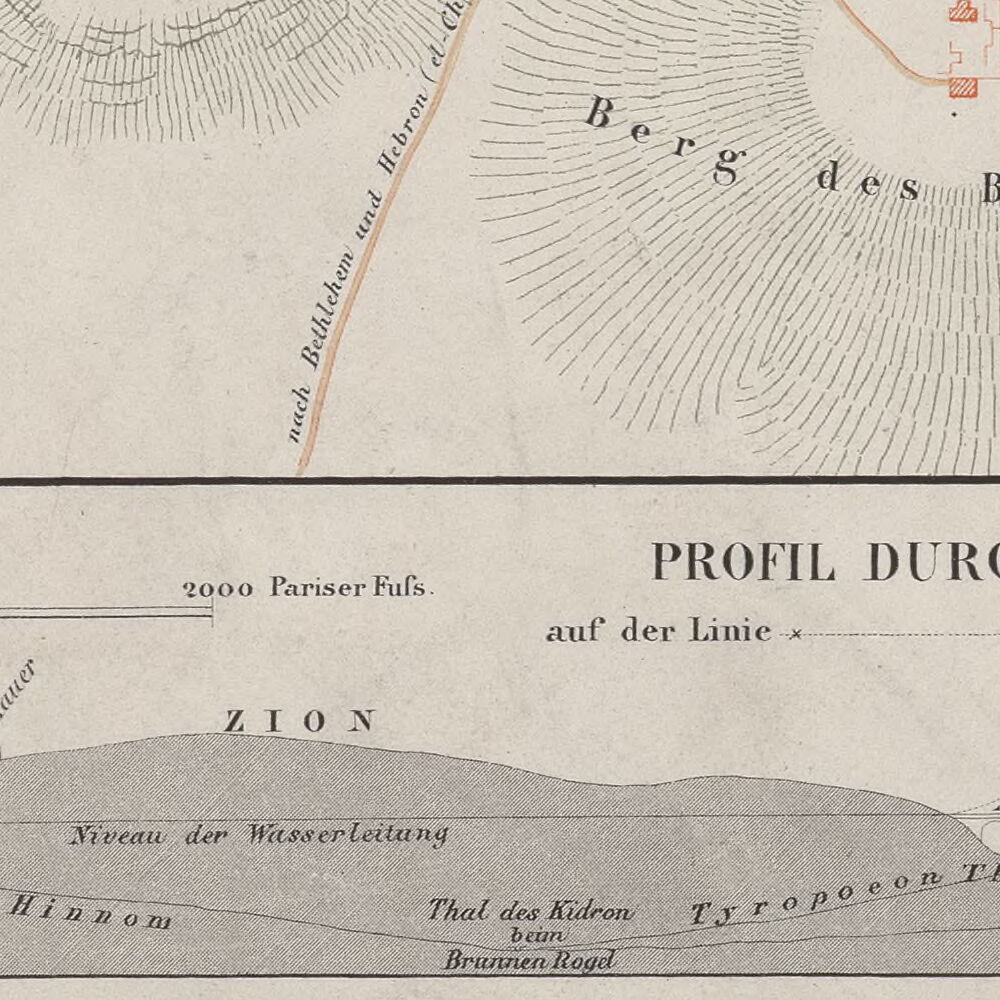 nach Bethlehem und Hebron (el-Ch
Berg des B
2000 Pariser Fuſs.
PROFIL DURC
auf der Linie
auer
ZION
Niveau der Wasserleitung
Hinnom
Thal des Kidron
beim
Brunnen Rogel
Tyropoeon Th